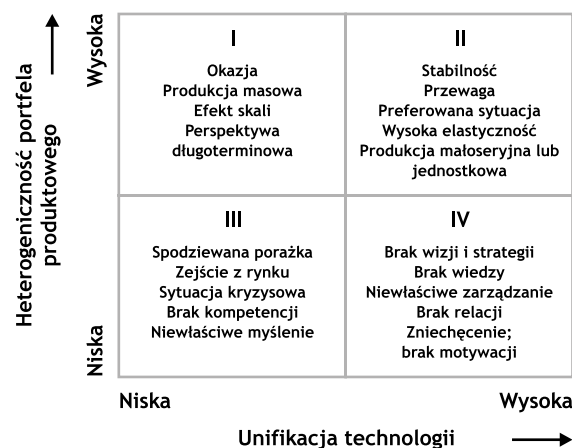 Heterogeniczność portfela
produktowego
Wysoka
Niska
I
Okazja
Produkcja masowa
Efekt skali
Perspektywa
długoterminowa
II
Stabilność
Przewaga
Preferowana sytuacja
Wysoka elastyczność
Produkcja małoseryjna lub
jednostkowa
III
Spodziewana porażka
Zejście z rynku
Sytuacja kryzysowa
Brak kompetencji
Niewłaściwe myślenie
IV
Brak wizji i strategii
Brak wiedzy
Niewłaściwe zarządzanie
Brak relacji
Zniechęcenie;
brak motywacji
Niska
Wysoka
Unifikacja technologii